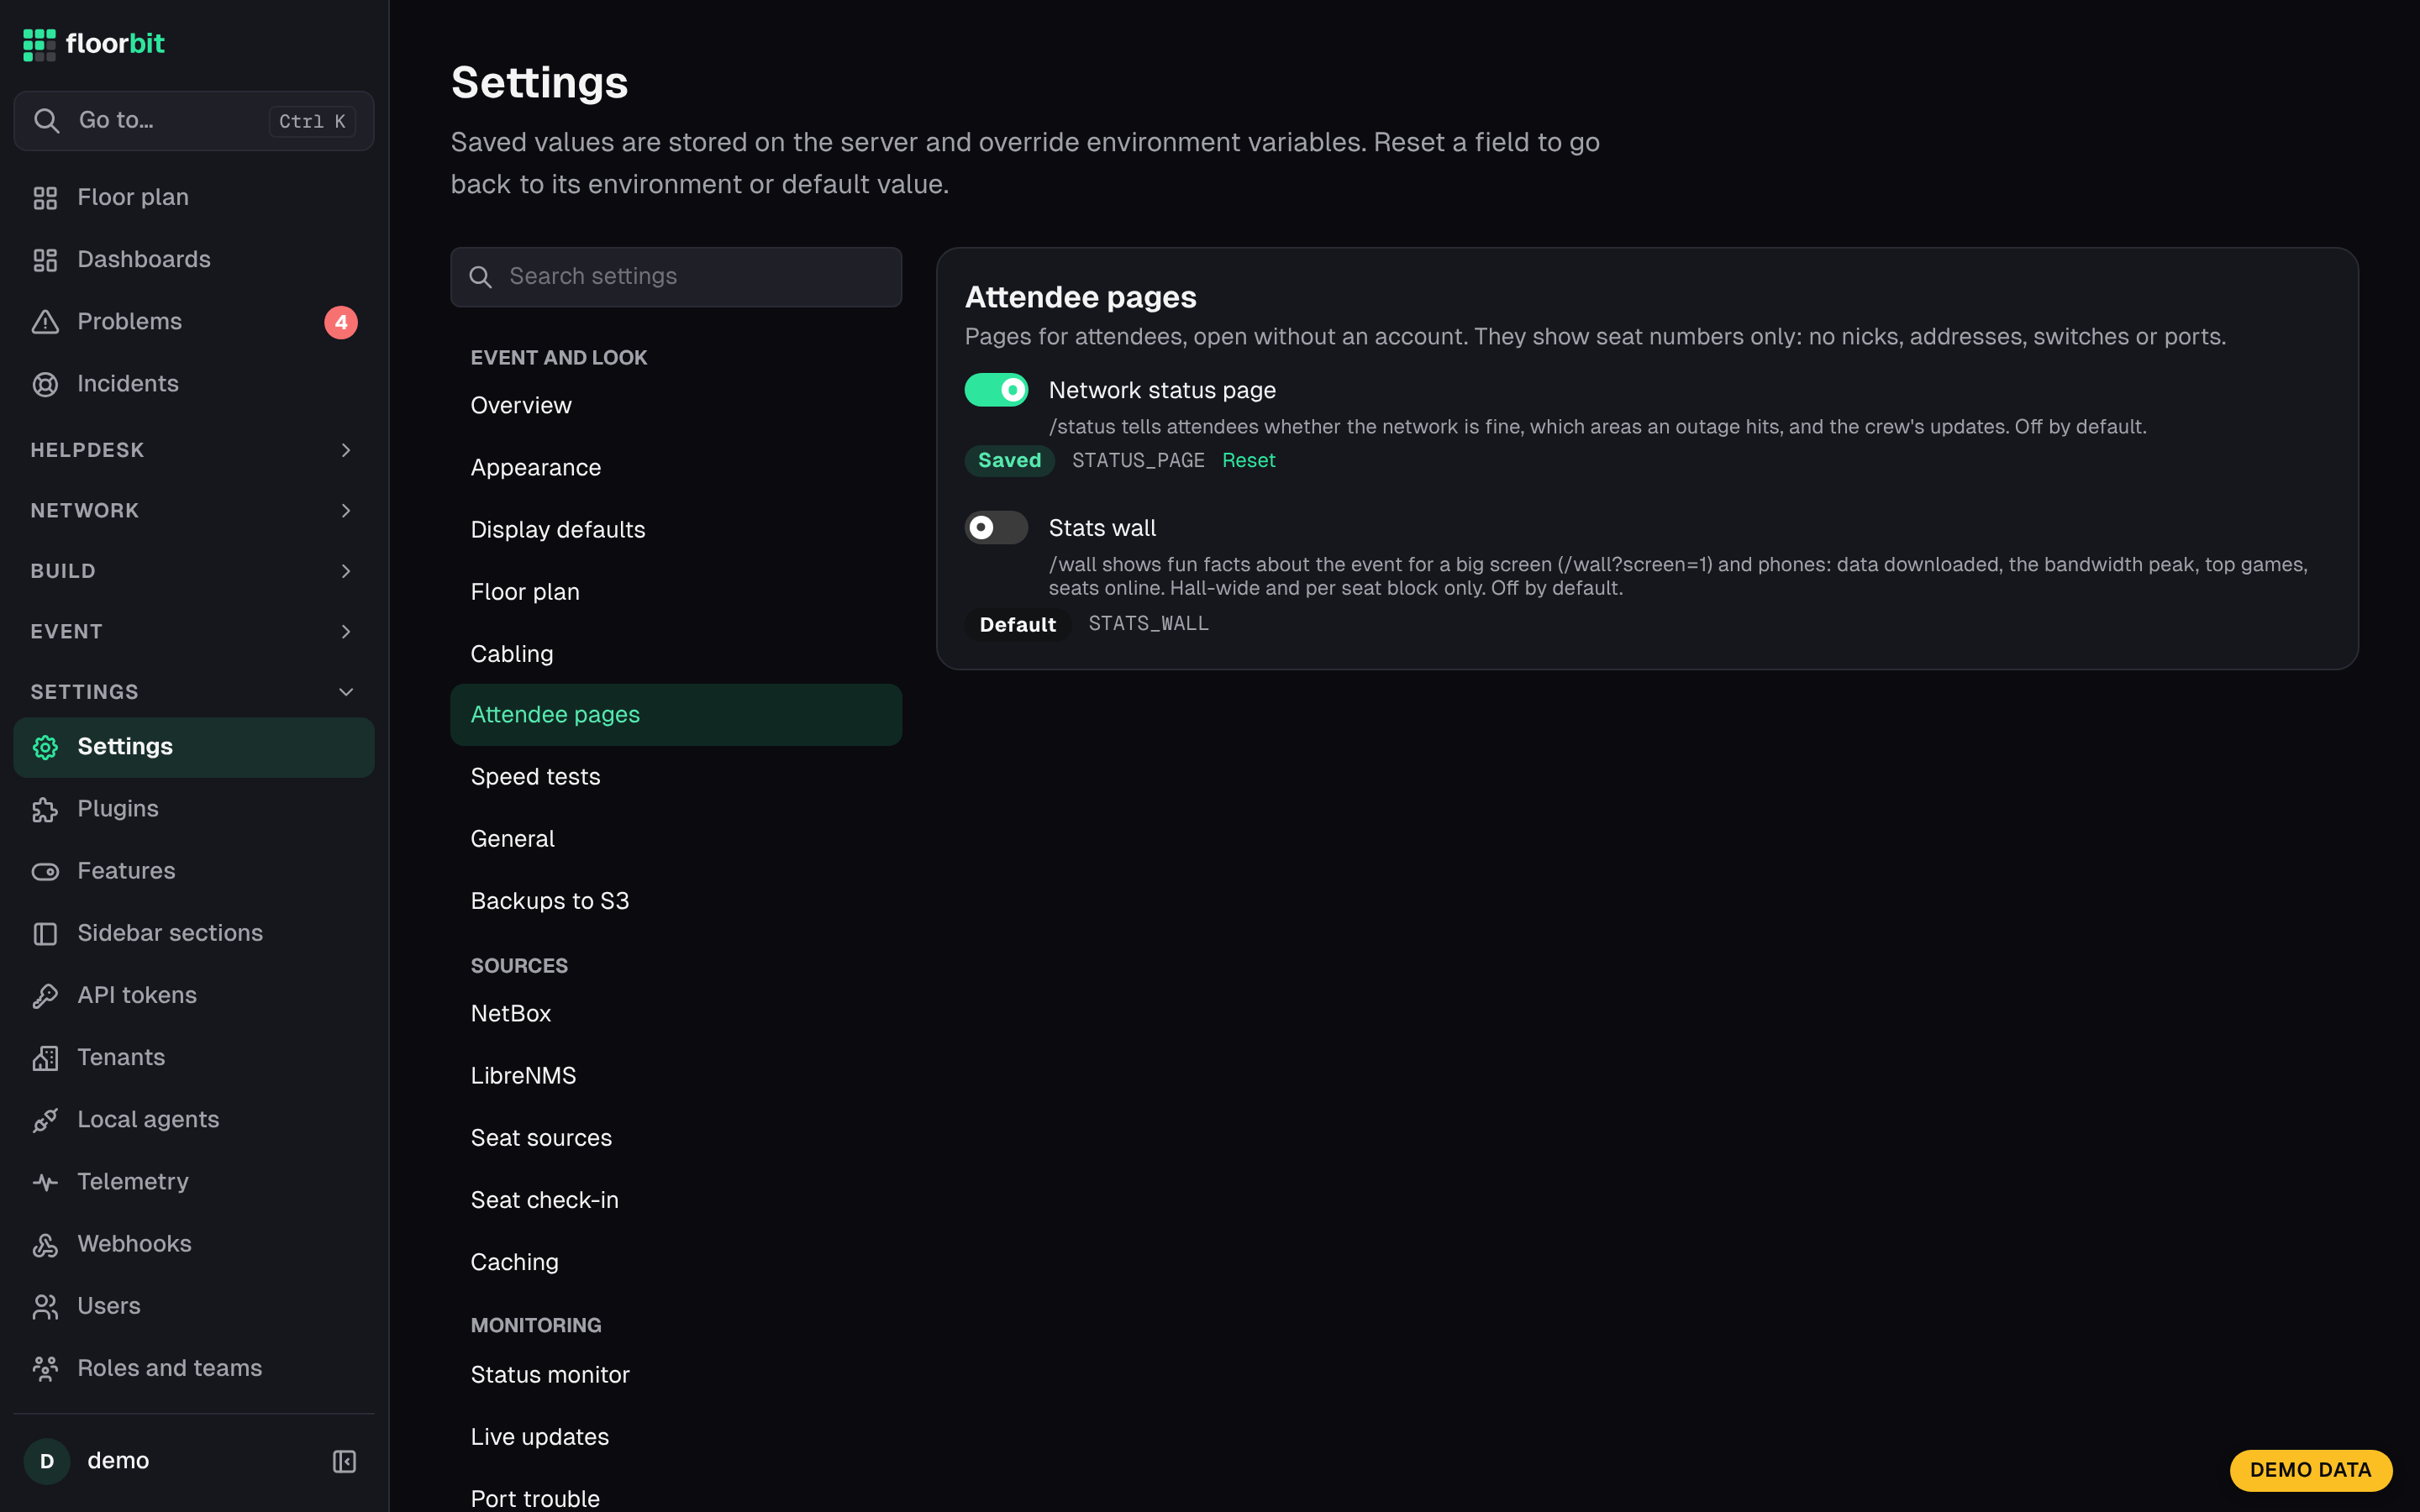 floorbit
Go to...
Ctrl K
Floor plan
Dashboards
Problems
4
Incidents
HELPDESK
NETWORK
BUILD
EVENT
SETTINGS
Settings
Plugins
Features
Sidebar sections
API tokens
Tenants
Local agents
Telemetry
Webhooks
Users
Roles and teams
D
demo
Settings
Saved values are stored on the server and override environment variables. Reset a field to go
back to its environment or default value.
Search settings
EVENT AND LOOK
Overview
Appearance
Display defaults
Floor plan
Cabling
Attendee pages
Speed tests
General
Backups to S3
SOURCES
NetBox
LibreNMS
Seat sources
Seat check-in
Caching
MONITORING
Status monitor
Live updates
Port trouble
Attendee pages
Pages for attendees, open without an account. They show seat numbers only: no nicks, addresses, switches or ports.
Network status page
/status tells attendees whether the network is fine, which areas an outage hits, and the crew's updates. Off by default.
Saved STATUS_PAGE Reset
Stats wall
/wall shows fun facts about the event for a big screen (/wall?screen=1) and phones: data downloaded, the bandwidth peak, top games,
seats online. Hall-wide and per seat block only. Off by default.
Default STATS_WALL
DEMO DATA